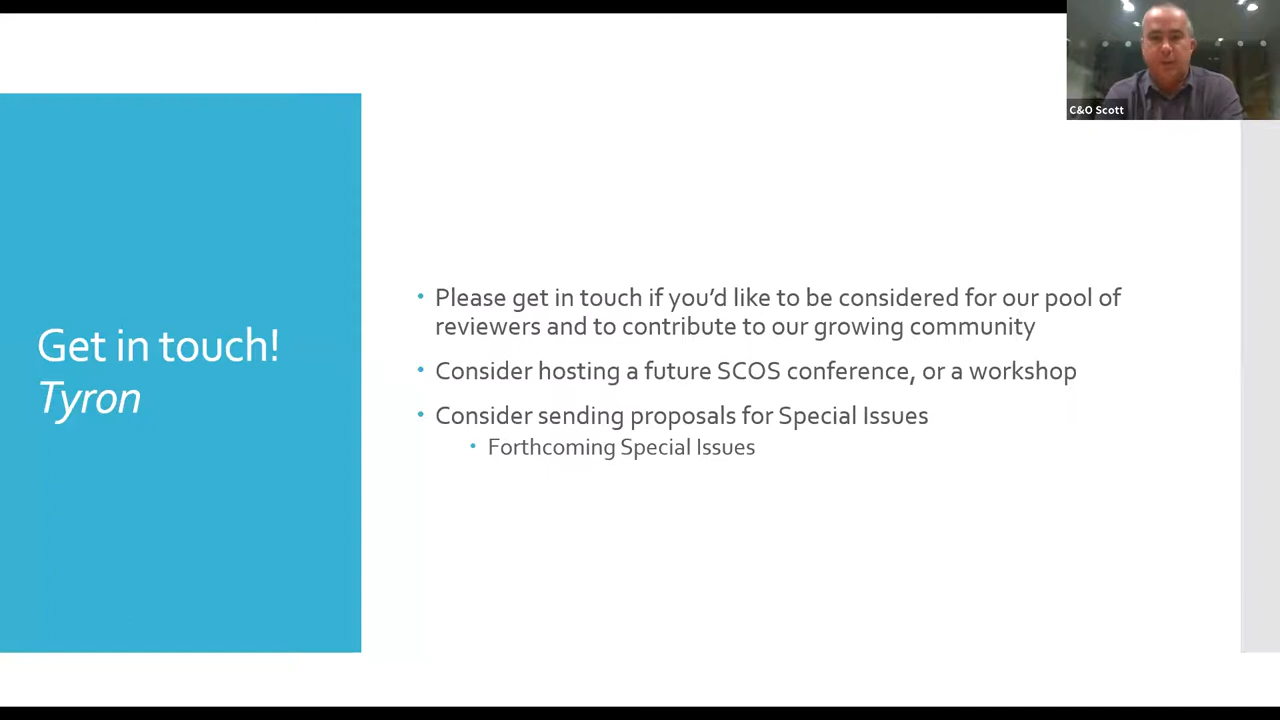 C&O Scott
Get in touch!
Tyron
• Please get in touch if you’d like to be considered for our pool of
reviewers and to contribute to our growing community
• Consider hosting a future SCOS conference, or a workshop
• Consider sending proposals for Special Issues
• Forthcoming Special Issues